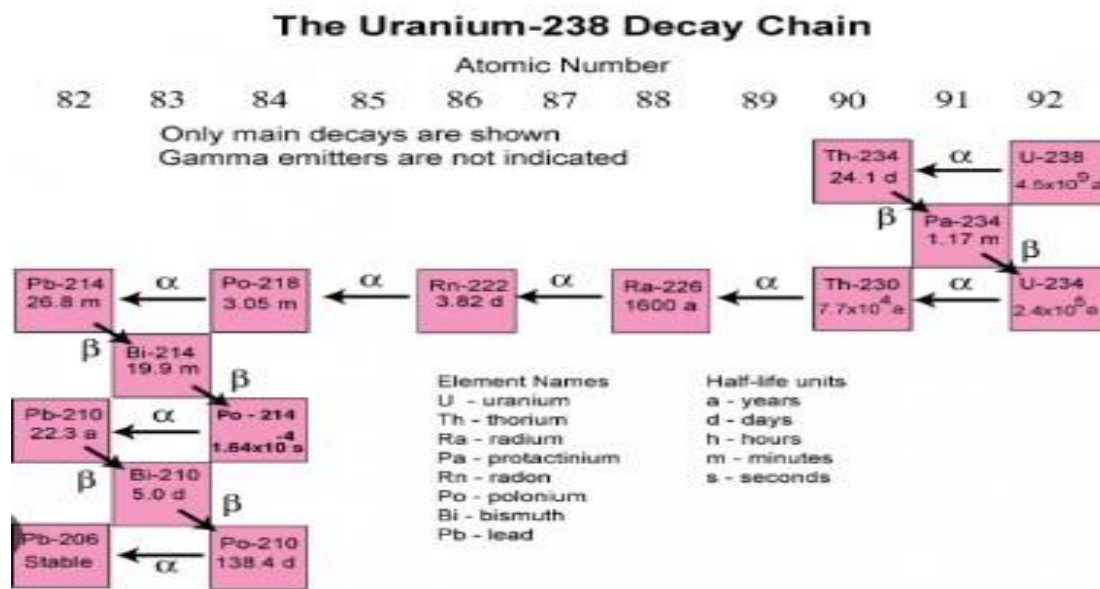 The Uranium-238 Decay Chain
Atomic Number
82 83 84 85 86 87 88 89 90 91 92
Only main decays are shown
Gamma emitters are not indicated
Th-234
24.1 d
α
U-238
4.5x10⁹ a
β
Pa-234
1.17 m
β
Pb-214
26.8 m
α
Po-218
3.05 m
α
Rn-222
3.82 d
α
Ra-226
1600 a
α
Th-230
7.7x10⁴ a
α
U-234
2.4x10⁵ a
β
Bi-214
19.9 m
β
Pb-210
22.3 a
α
Po - 214
1.64x10⁻⁴ s
β
Bi-210
5.0 d
β
Pb-206
Stable
α
Po-210
138.4 d
Element Names
U - uranium
Th - thorium
Ra - radium
Pa - protactinium
Rn - radon
Po - polonium
Bi - bismuth
Pb - lead
Half-life units
a - years
d - days
h - hours
m - minutes
s - seconds